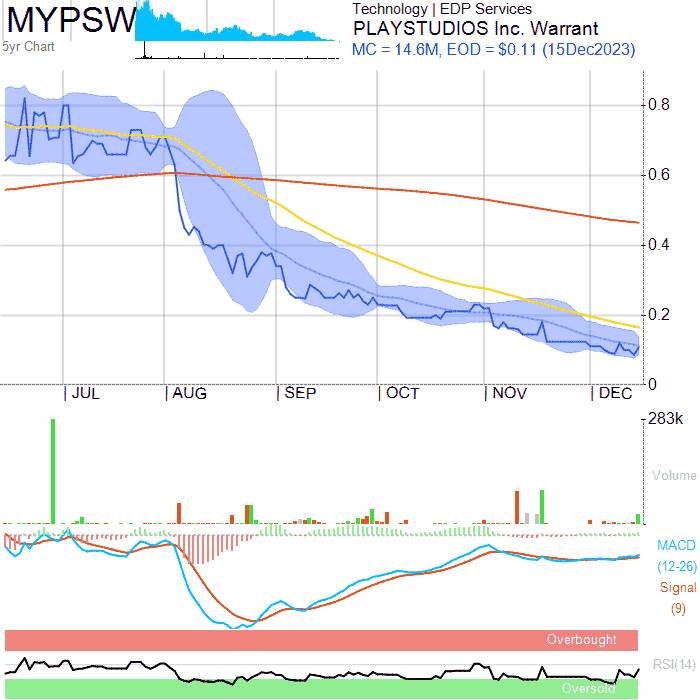 MYPSW
5yr Chart
Technology | EDP Services
PLAYSTUDIOS Inc. Warrant
MC = 14.6M, EOD = $0.11 (15Dec2023)
0.8
0.6
0.4
0.2
0
JUL
AUG
SEP
OCT
NOV
DEC
283k
Volume
MACD
(12-26)
Signal
(9)
Overbought
RSI(14)
Oversold